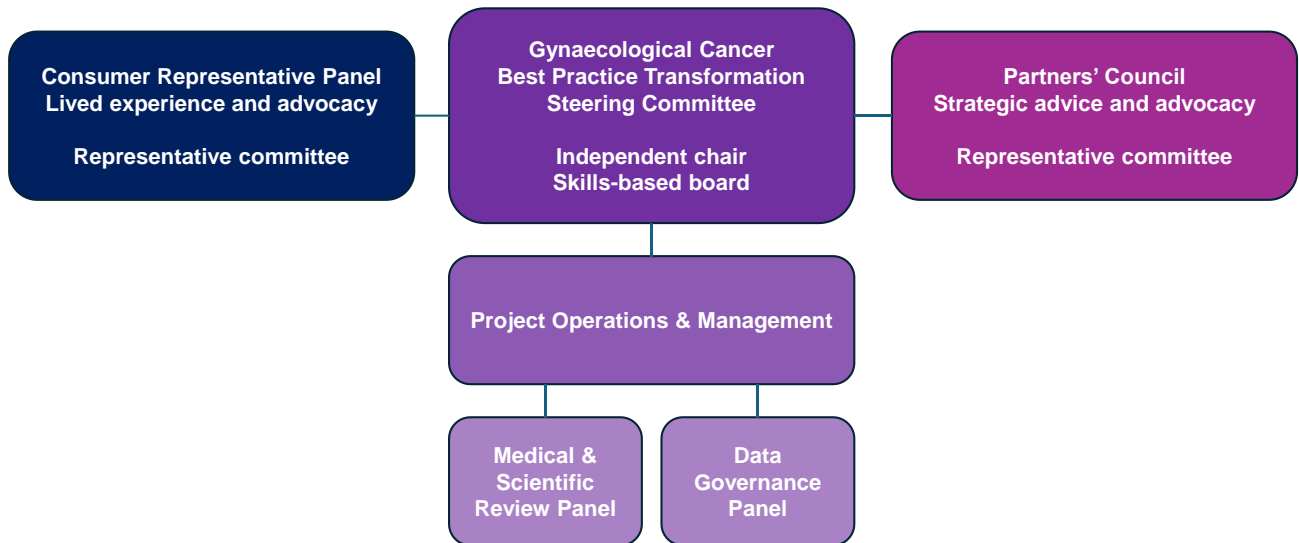 Consumer Representative Panel
Lived experience and advocacy
Representative committee
Gynaecological Cancer
Best Practice Transformation
Steering Committee
Independent chair
Skills-based board
Partners’ Council
Strategic advice and advocacy
Representative committee
Project Operations & Management
Medical &
Scientific
Review Panel
Data
Governance
Panel